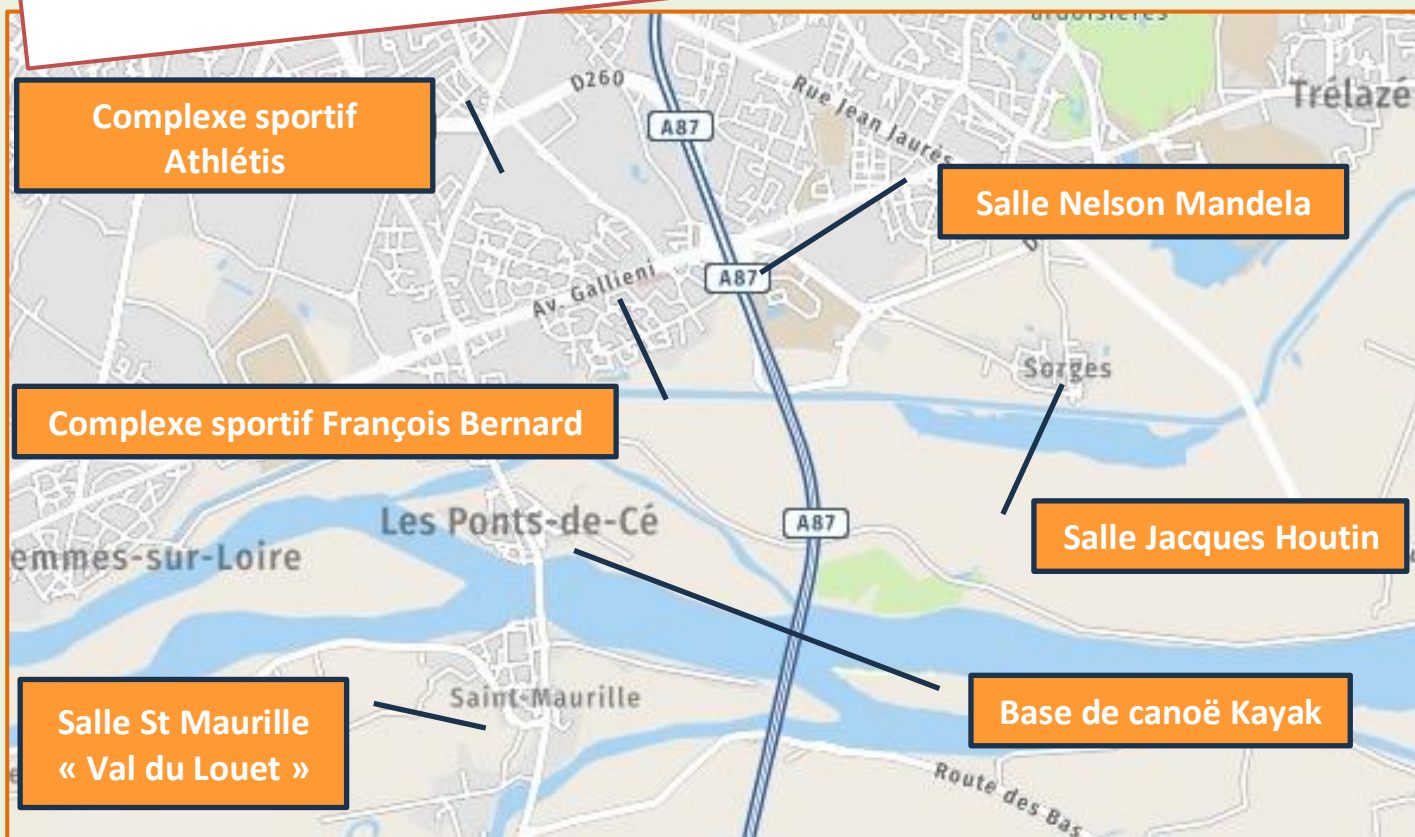 D260
A87
Rue Jean Jaurès
Trélazé
Complexe sportif
Athlétis
Salle Nelson Mandela
Av. Gallieni
A87
Sorges
Complexe sportif François Bernard
Les Ponts-de-Cé
A87
Salle Jacques Houtin
emmes-sur-Loire
Saint-Maurille
Base de canoë Kayak
Salle St Maurille
« Val du Louet »
Route des Bas